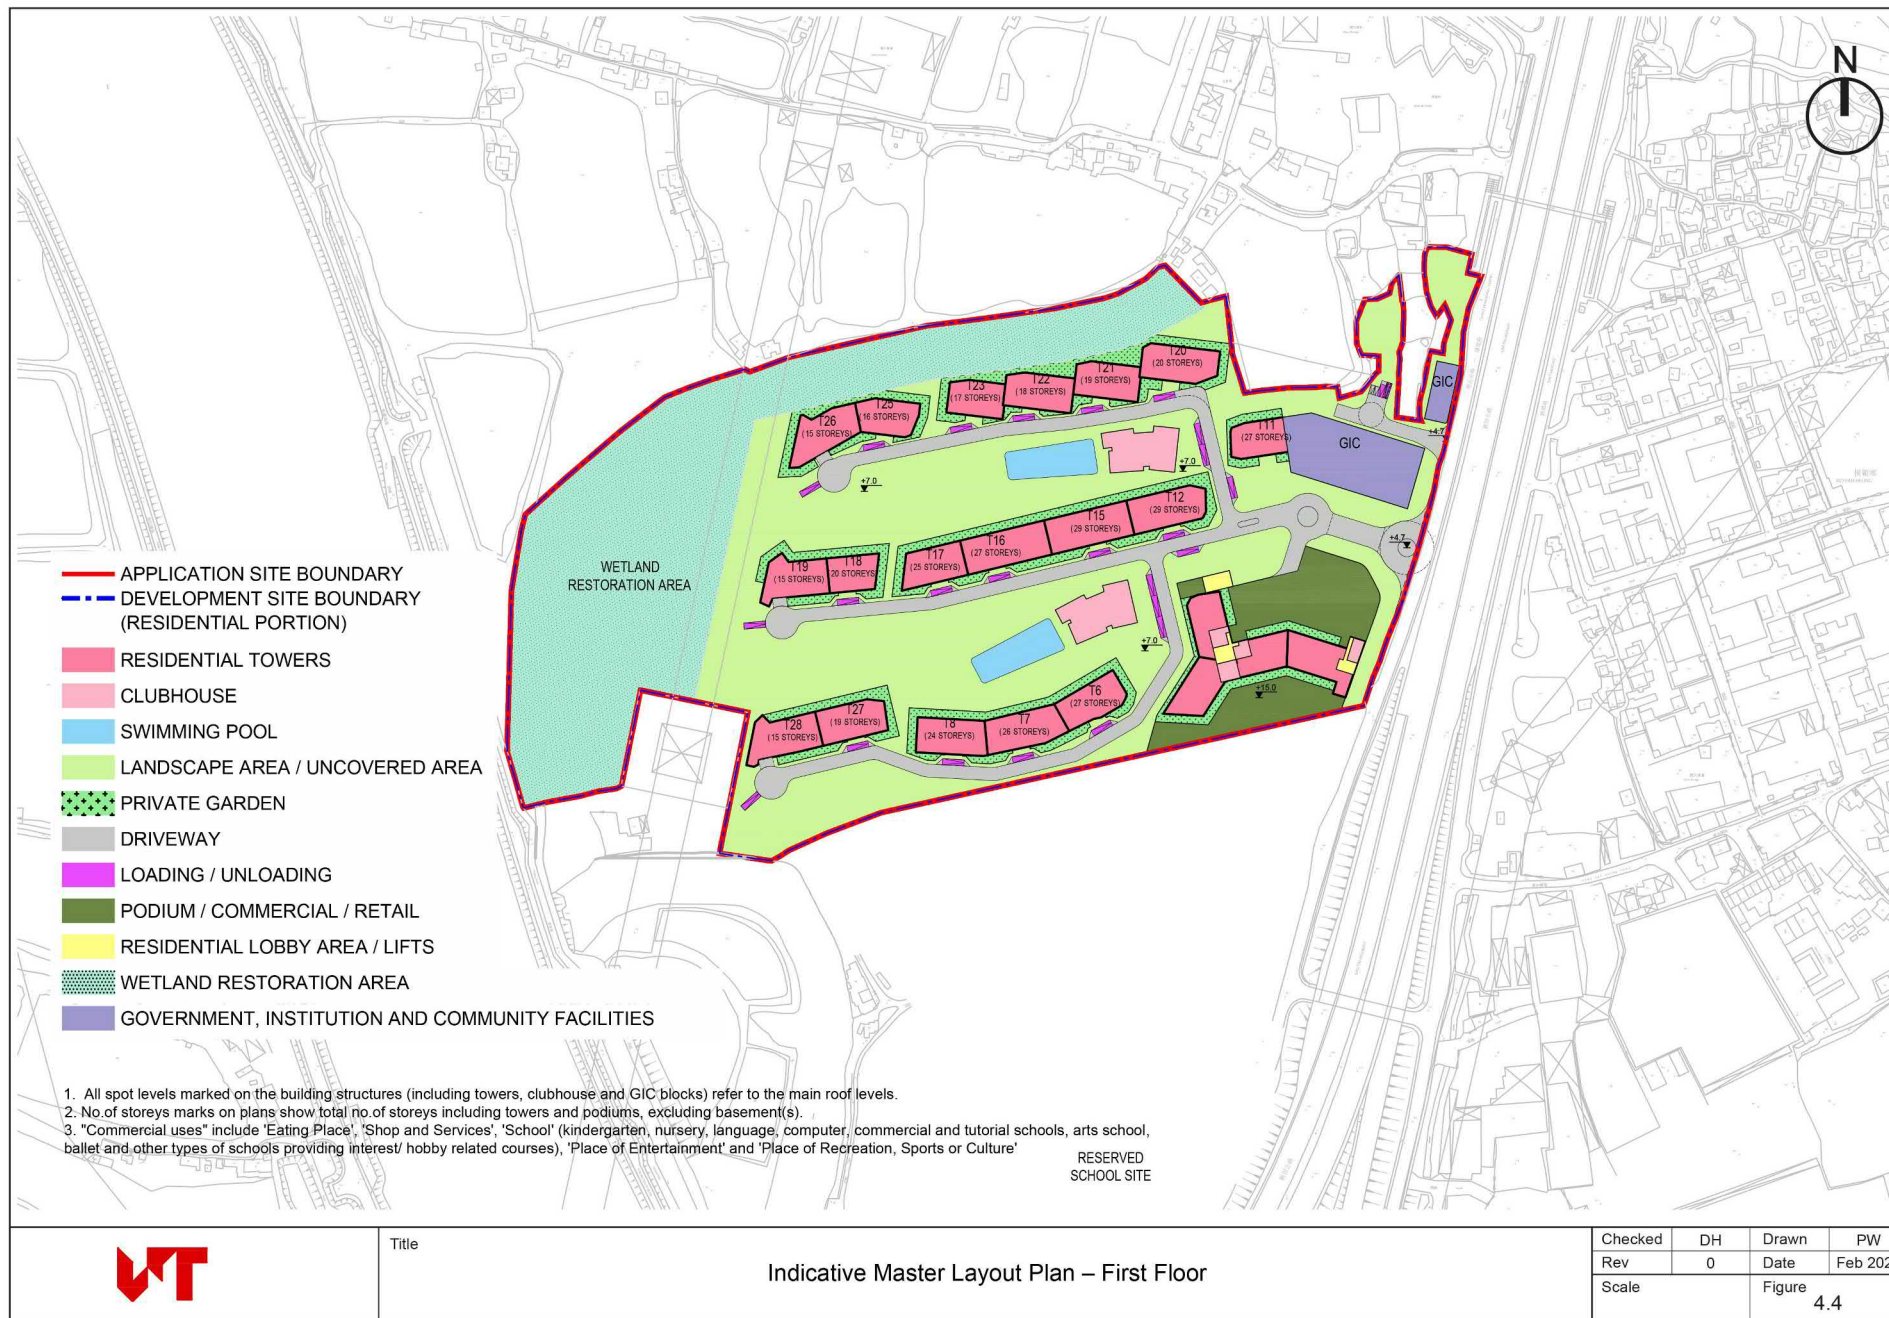 N
T20
(20 STOREYS)
T21
(19 STOREYS)
T22
(18 STOREYS)
T23
(17 STOREYS)
T25
(16 STOREYS)
T26
(15 STOREYS)
GIC
T11
(27 STOREYS)
GIC
+4.7
+7.0
+7.0
T12
(29 STOREYS)
T15
(29 STOREYS)
T16
(27 STOREYS)
T17
(25 STOREYS)
T18
20 STOREYS)
T19
(15 STOREYS)
+4.7
WETLAND
RESTORATION AREA
+7.0
+15.0
T6
(27 STOREYS)
T7
(26 STOREYS)
T8
(24 STOREYS)
T27
(19 STOREYS)
T28
(15 STOREYS)
APPLICATION SITE BOUNDARY
DEVELOPMENT SITE BOUNDARY
(RESIDENTIAL PORTION)
RESIDENTIAL TOWERS
CLUBHOUSE
SWIMMING POOL
LANDSCAPE AREA / UNCOVERED AREA
PRIVATE GARDEN
DRIVEWAY
LOADING / UNLOADING
PODIUM / COMMERCIAL / RETAIL
RESIDENTIAL LOBBY AREA / LIFTS
WETLAND RESTORATION AREA
GOVERNMENT, INSTITUTION AND COMMUNITY FACILITIES
1. All spot levels marked on the building structures (including towers, clubhouse and GIC blocks) refer to the main roof levels.
2. No.of storeys marks on plans show total no.of storeys including towers and podiums, excluding basement(s).
3. "Commercial uses" include 'Eating Place', 'Shop and Services', 'School' (kindergarten, nursery, language, computer, commercial and tutorial schools, arts school,
ballet and other types of schools providing interest/ hobby related courses), 'Place of Entertainment' and 'Place of Recreation, Sports or Culture'
RESERVED
SCHOOL SITE
Title
Indicative Master Layout Plan – First Floor
Checked DH Drawn PW
Rev 0 Date Feb 202
Scale Figure
4.4